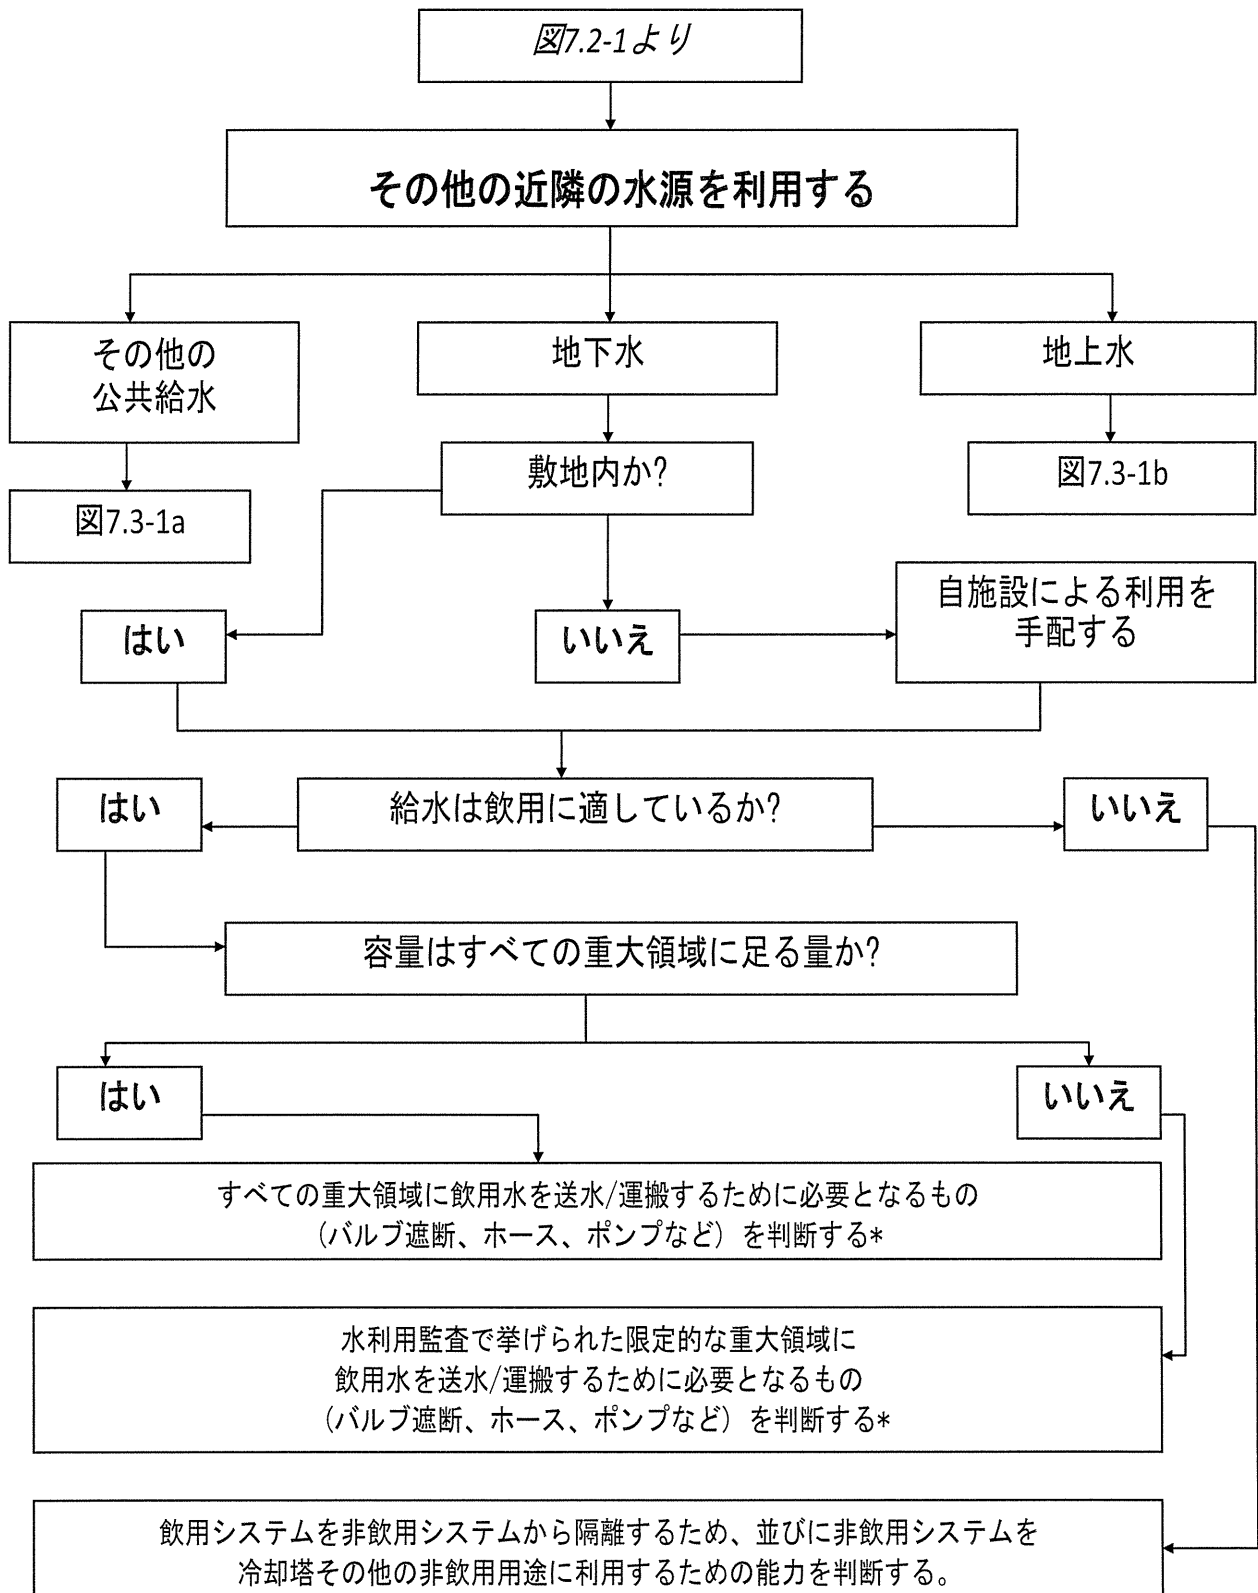 図7.2-1より
その他の近隣の水源を利用する
その他の
公共給水
地下水
地上水
敷地内か?
図7.3-1b
図7.3-1a
自施設による利用を
手配する
はい
いいえ
はい
給水は飲用に適しているか?
いいえ
容量はすべての重大領域に足る量か?
はい
いいえ
すべての重大領域に飲用水を送水/運搬するために必要となるもの
(バルブ遮断、ホース、ポンプなど) を判断する*
水利用監査で挙げられた限定的な重大領域に
飲用水を送水/運搬するために必要となるもの
(バルブ遮断、ホース、ポンプなど) を判断する*
飲用システムを非飲用システムから隔離するため、並びに非飲用システムを
冷却塔その他の非飲用用途に利用するための能力を判断する。